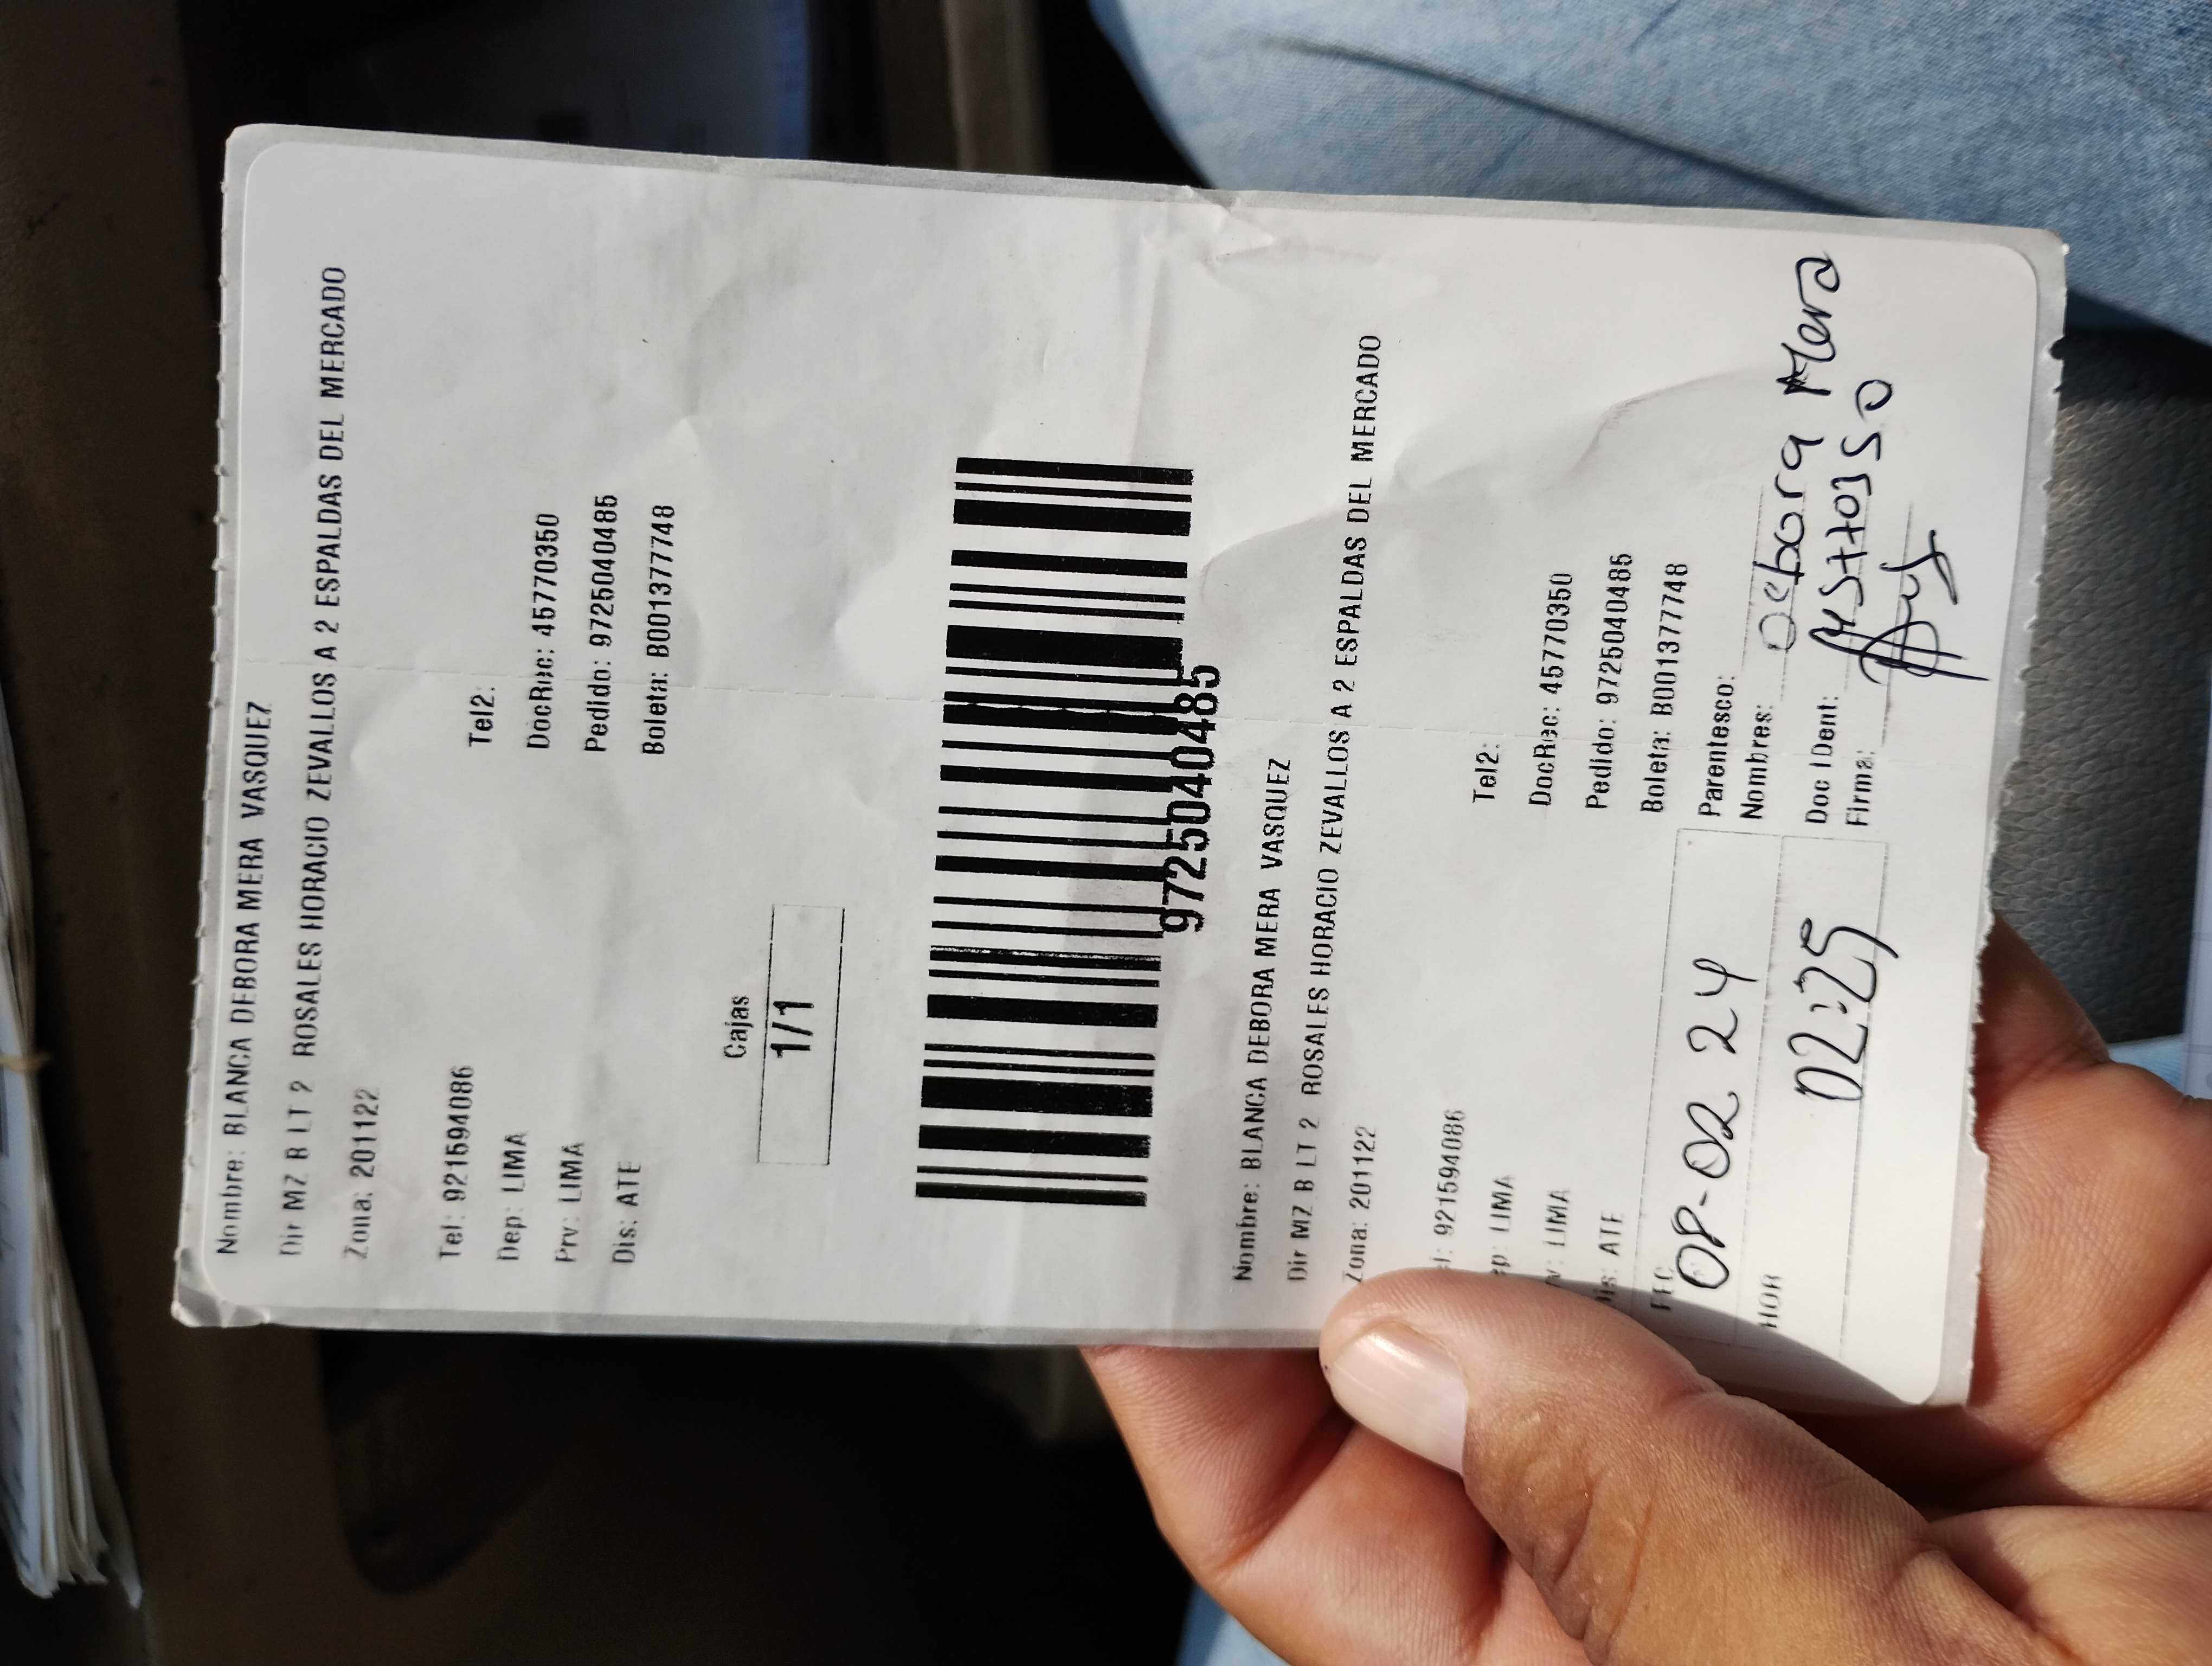 Nombre: BLANCA DEBORA MERA VASQUEZ
Dir MZ B LT 2 ROSALES HORACIO ZEVALLOS A 2 ESPALDAS DEL MERCADO
Zona: 201122
Tel: 921594086 Tel2:
Dep: LIMA DocRec: 45770350
Prv: LIMA Pedido: 9725040485
Dis: ATE Boleta: B001377748
Cajas
1/1
9725040485
Nombre: BLANCA DEBORA MERA VASQUEZ
Dir MZ B LT 2 ROSALES HORACIO ZEVALLOS A 2 ESPALDAS DEL MERCADO
Zona: 201122
l: 921594086 Tel2:
ep: LIMA DocRec: 45770350
v: LIMA Pedido: 9725040485
Dis: ATE Boleta: B001377748
FEC 08-02 24 Parentesco:
Nombres: Debora Mera
HOR 02:25 Doc IDent:
Firma: